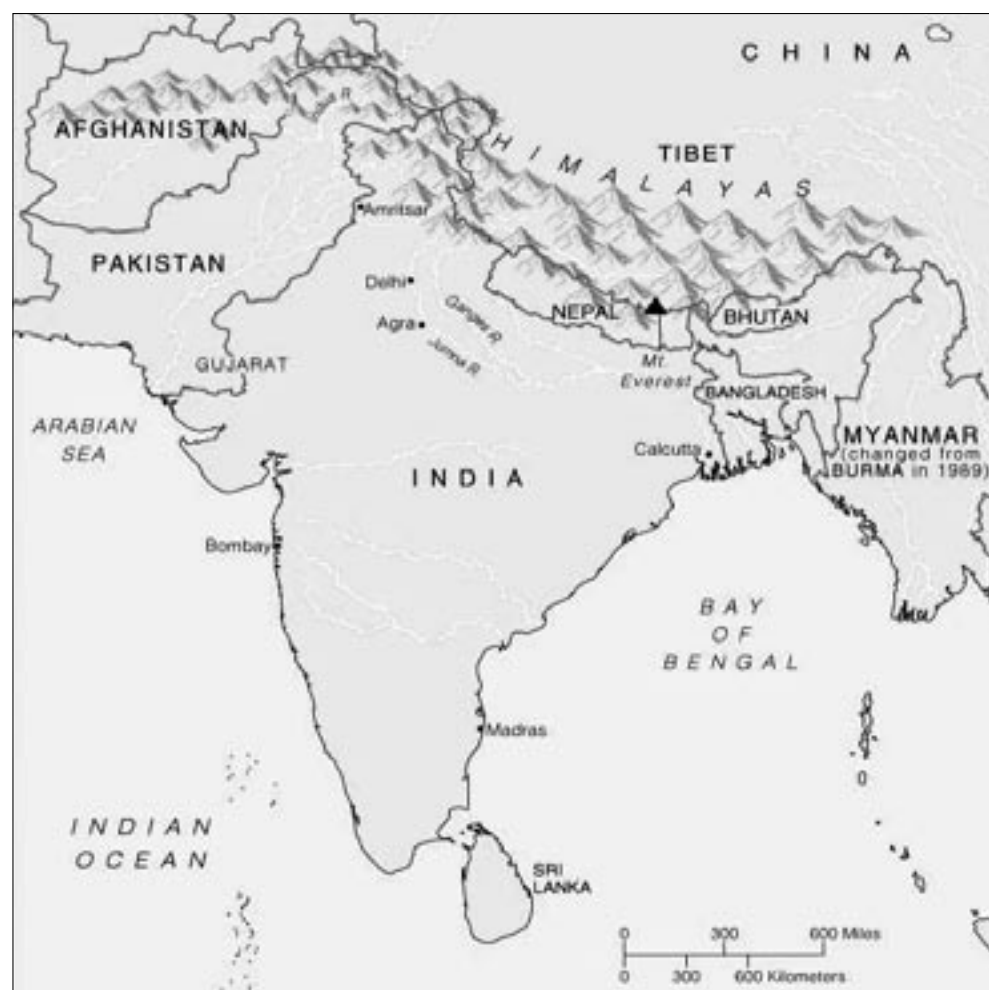 CHINA
R.
AFGHANISTAN
HIMALAYAS
TIBET
Amritsar
PAKISTAN
Delhi
Ganges R.
NEPAL
BHUTAN
Agra
Jumna R.
GUJARAT
Mt.
Everest
BANGLADESH
ARABIAN
SEA
MYANMAR
(changed from
BURMA in 1989)
Calcutta
INDIA
Bombay
BAY
OF
BENGAL
Madras
INDIAN
OCEAN
SRI
LANKA
0 300 600 Miles
0 300 600 Kilometers